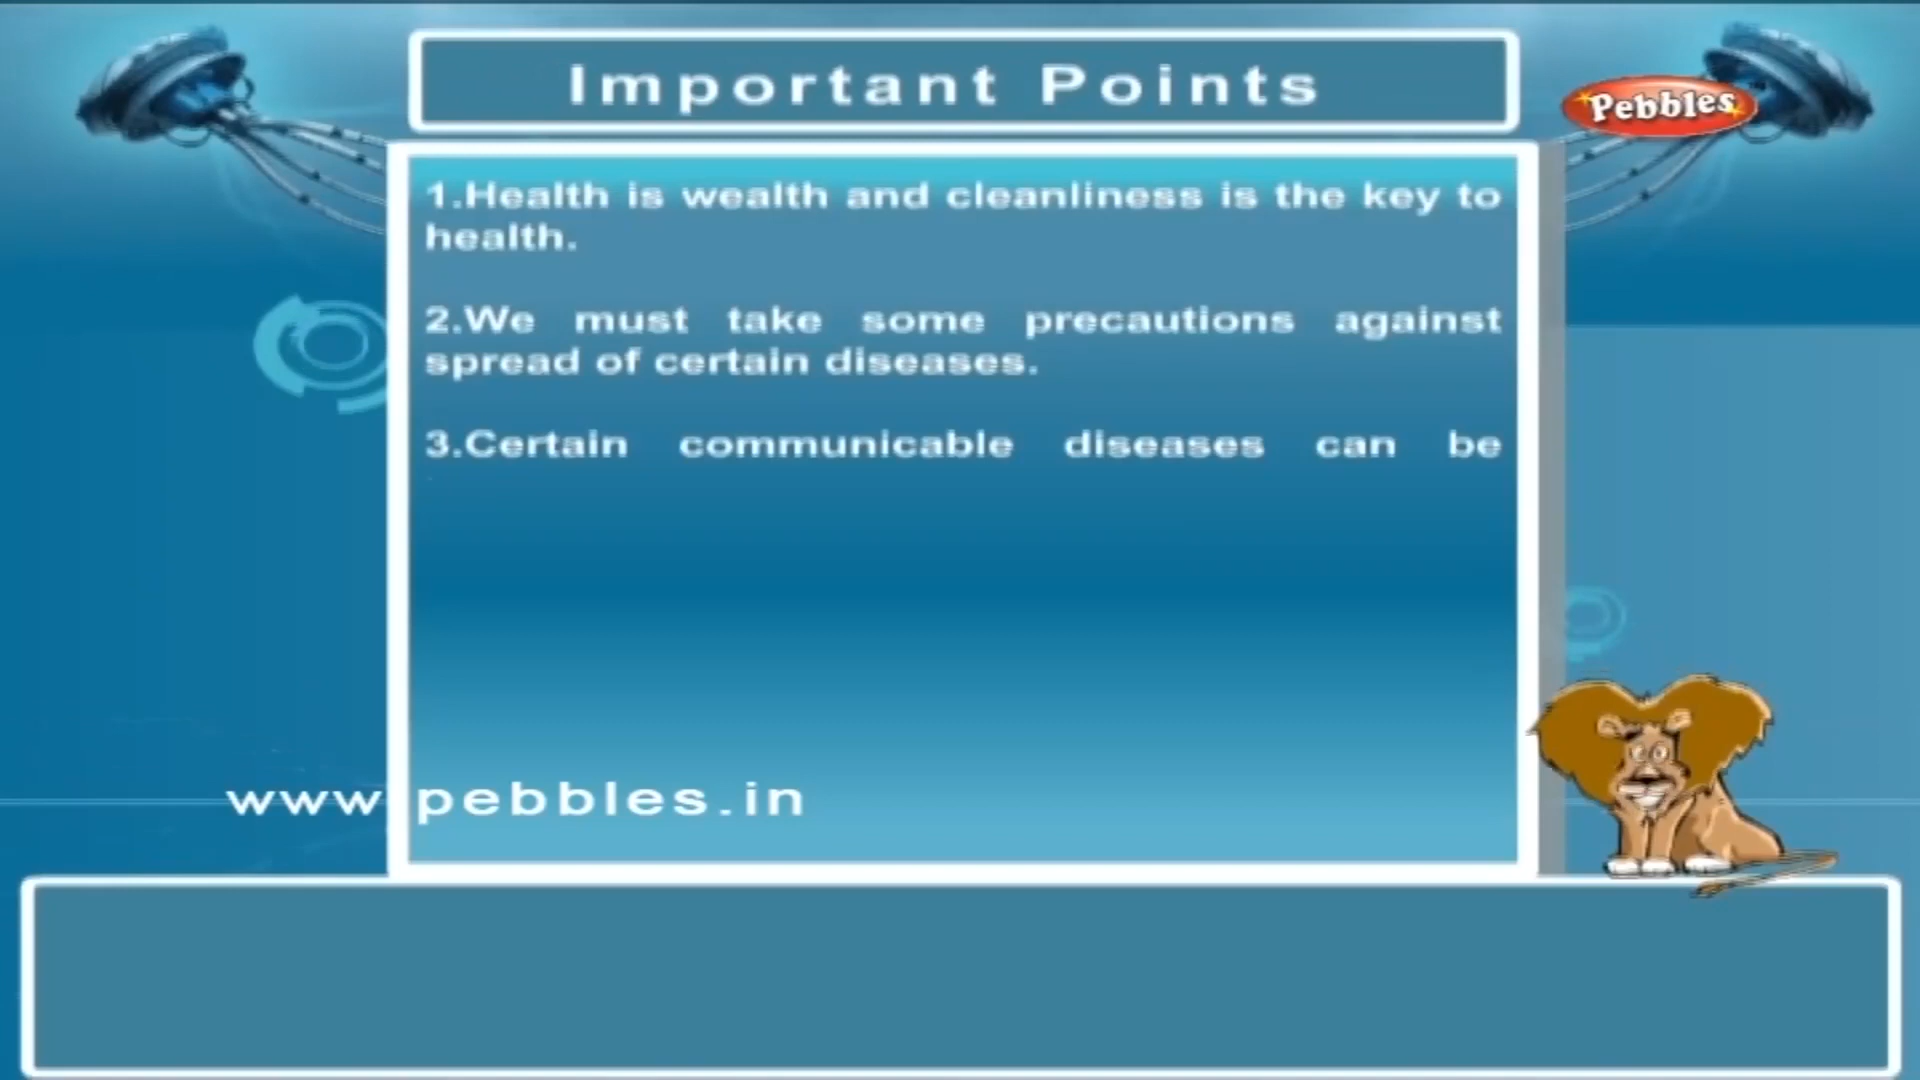 Important Points
Pebbles
1.Health is wealth and cleanliness is the key to
health.
2.We must take some precautions against
spread of certain diseases.
3.Certain communicable diseases can be
www.pebbles.in